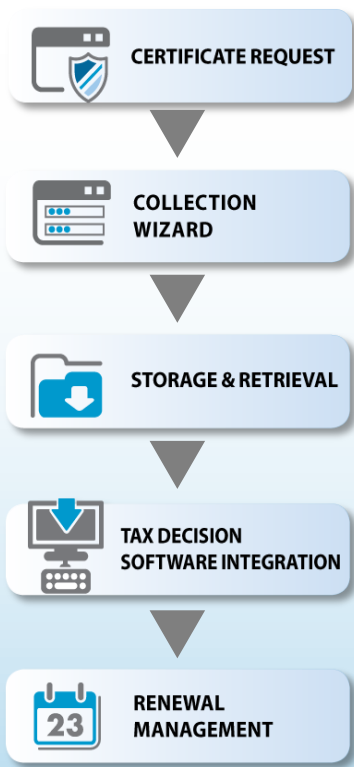 CERTIFICATE REQUEST
COLLECTION
WIZARD
STORAGE & RETRIEVAL
TAX DECISION
SOFTWARE INTEGRATION
23
RENEWAL
MANAGEMENT